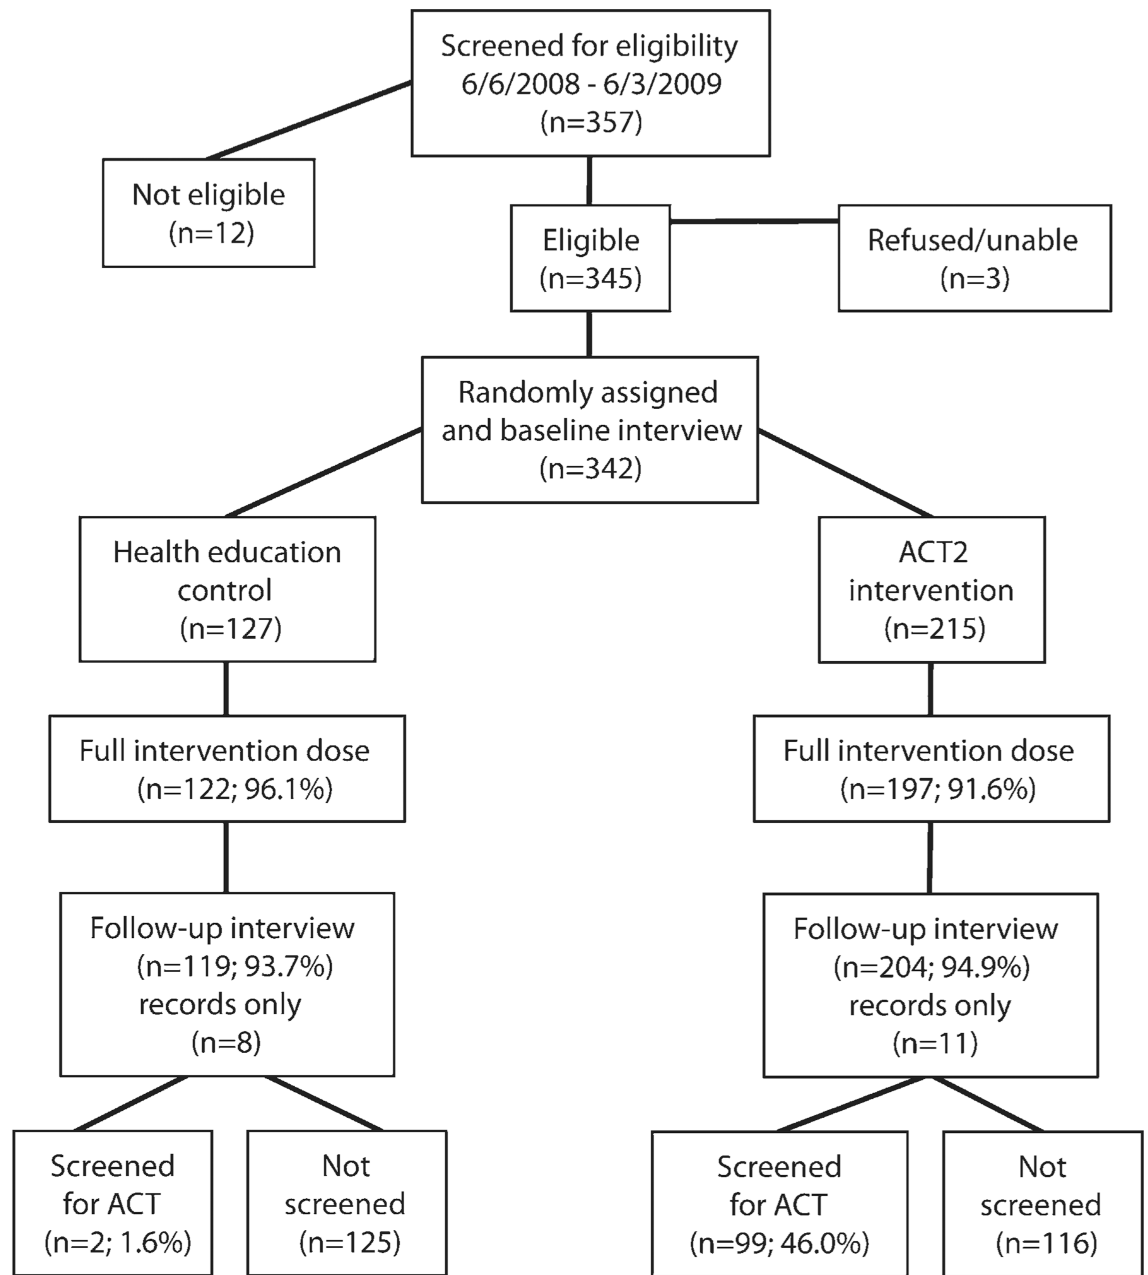 Screened for eligibility
6/6/2008 - 6/3/2009
(n=357)
Not eligible
(n=12)
Eligible
(n=345)
Refused/unable
(n=3)
Randomly assigned
and baseline interview
(n=342)
Health education
control
(n=127)
ACT2
intervention
(n=215)
Full intervention dose
(n=122; 96.1%)
Full intervention dose
(n=197; 91.6%)
Follow-up interview
(n=119; 93.7%)
records only
(n=8)
Follow-up interview
(n=204; 94.9%)
records only
(n=11)
Screened
for ACT
(n=2; 1.6%)
Not
screened
(n=125)
Screened
for ACT
(n=99; 46.0%)
Not
screened
(n=116)